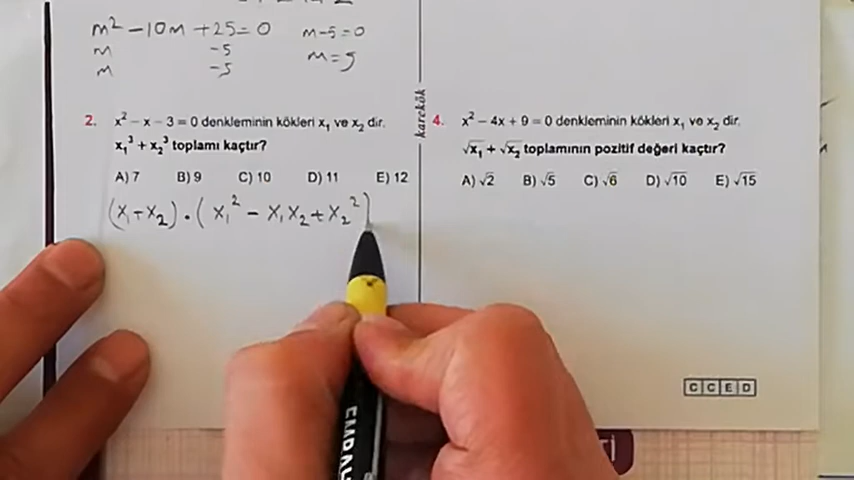 m² - 10m + 25 = 0 m - 5 = 0
m -5 m = 5
m -5
2. x² - x - 3 = 0 denkleminin kökleri x₁ ve x₂ dir.
x₁³ + x₂³ toplamı kaçtır?
A) 7 B) 9 C) 10 D) 11 E) 12
(x₁ + x₂) . ( x₁² - x₁x₂ + x₂² )
karekök
4. x² - 4x + 9 = 0 denkleminin kökleri x₁ ve x₂ dir.
√x₁ + √x₂ toplamının pozitif değeri kaçtır?
A) √2 B) √5 C) √6 D) √10 E) √15
C C E D